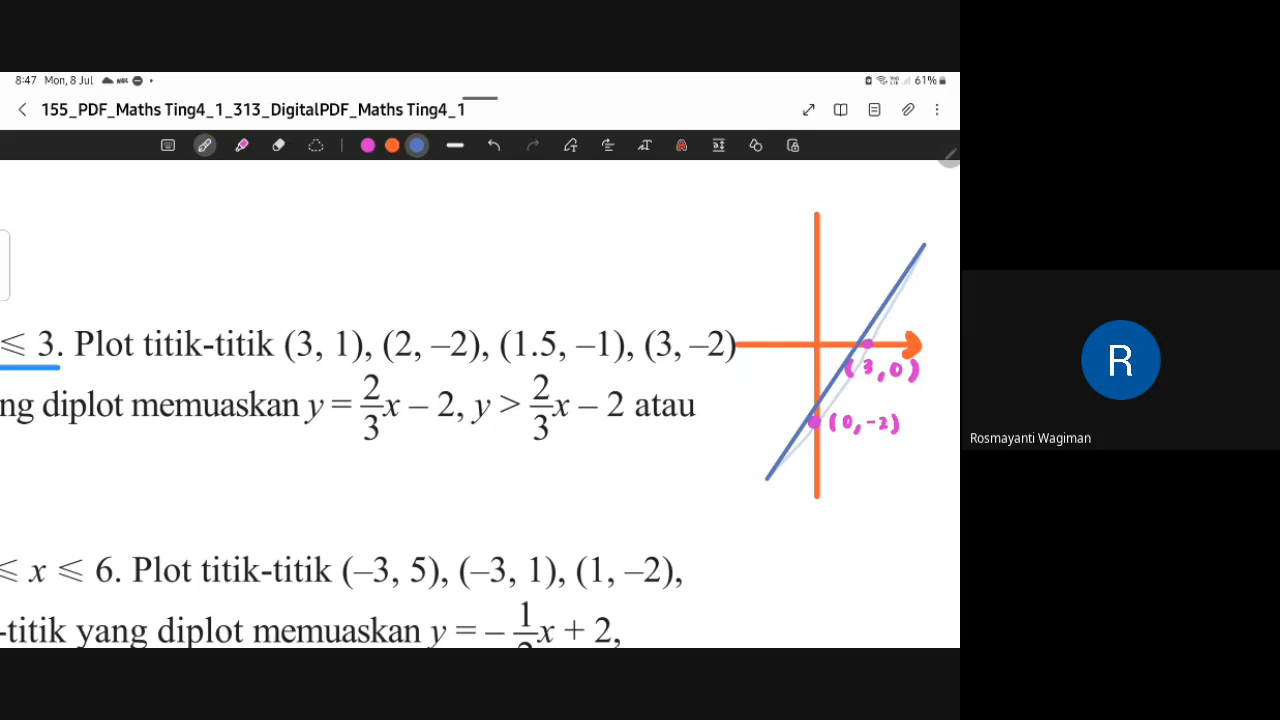 8:47 Mon, 8 Jul 61%
155_PDF_Maths Ting4_1_313_DigitalPDF_Maths Ting4_1
⩽ 3. Plot titik-titik (3, 1), (2, –2), (1.5, –1), (3, –2)
(3,0)
ng diplot memuaskan y = 2/3x – 2, y > 2/3x – 2 atau
(0,-2)
R
Rosmayanti Wagiman
⩽ x ⩽ 6. Plot titik-titik (–3, 5), (–3, 1), (1, –2),
-titik yang diplot memuaskan y = – 1/2x + 2,